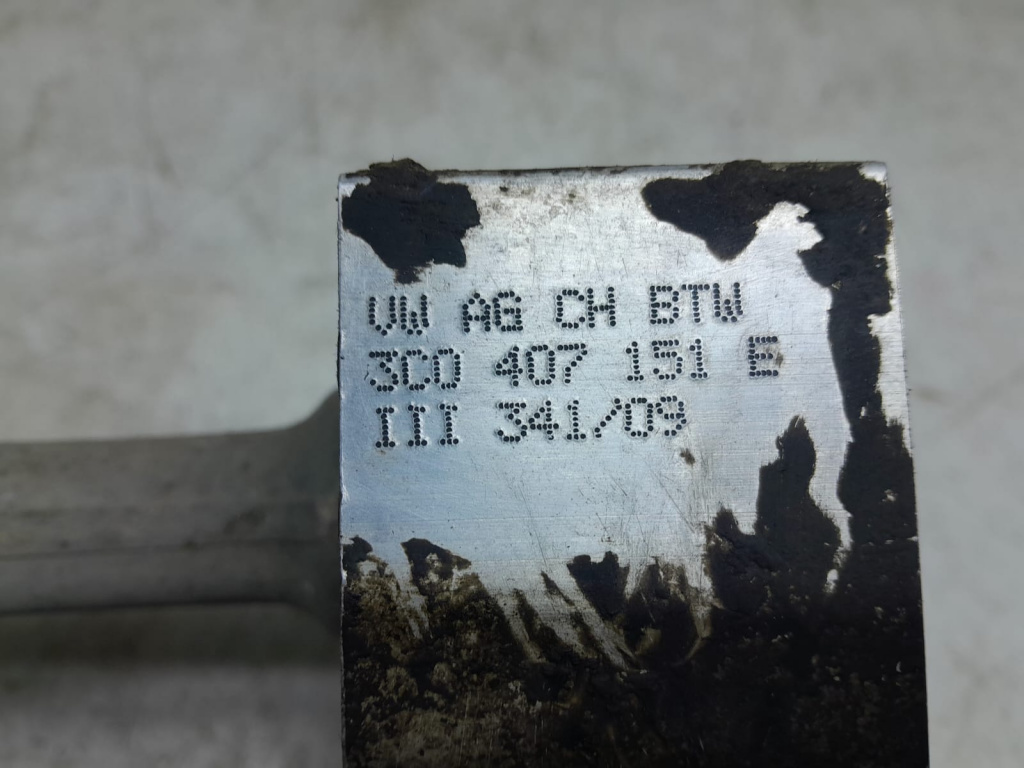 VW AG CH BTW
3C0 407 151 E
III 341/09